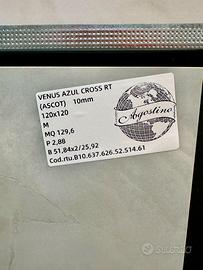 VENUS AZUL CROSS RT
(ASCOT) 10mm
120x120
M
MQ 129,6
P 2,88
B 51,84x2/25,92
Cod.rtu.B10.637.626.52.514.61
Agostino
subito